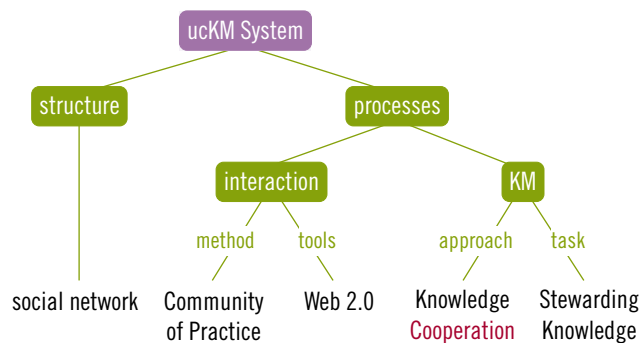 ucKM System
structure
processes
interaction
KM
method
tools
approach
task
social network
Community
of Practice
Web 2.0
Knowledge
Cooperation
Stewarding
Knowledge